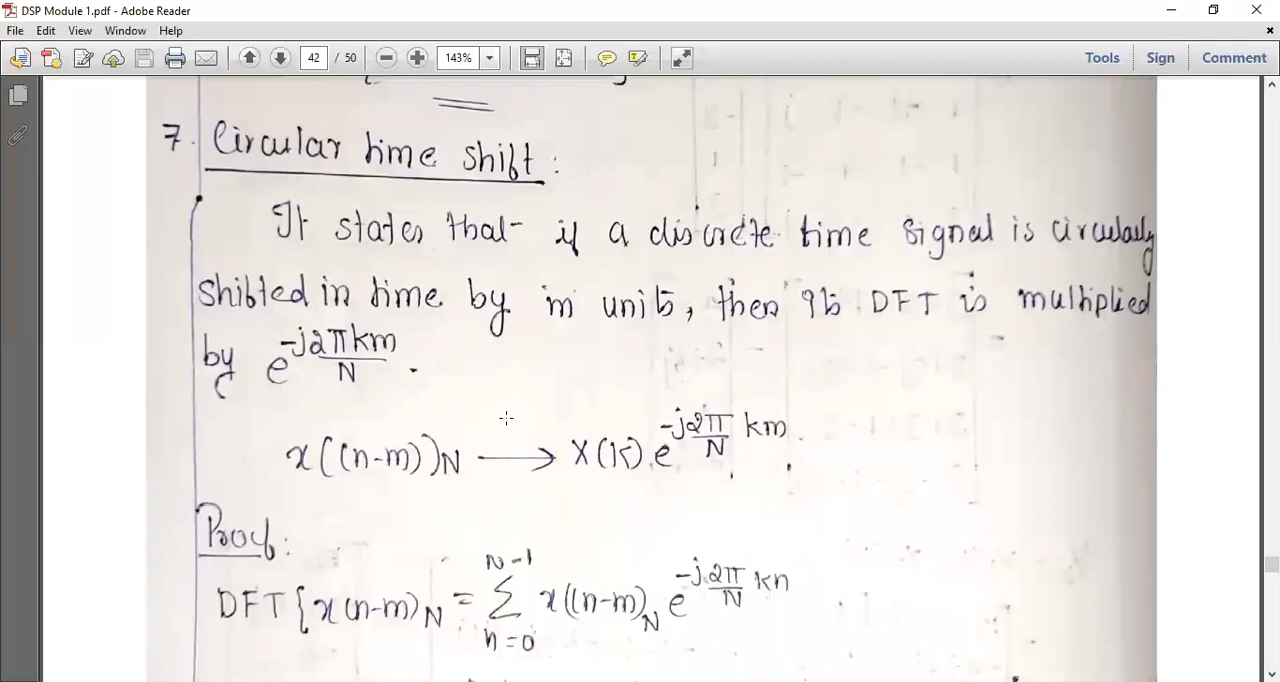 DSP Module 1.pdf - Adobe Reader
File Edit View Window Help
42 / 50 143% Tools Sign Comment
7. Circular time shift :
It states that if a discrete time signal is circularly
shifted in time by 'm' units, then its DFT is multiplied
by e^{-j2πkm/N} .
x((n-m))_N ⟶ X(K) e^{-j2π/N km} .
Proof:
DFT{x(n-m)_N = Σ_{n=0}^{N-1} x((n-m)_N e^{-j2π/N kn}